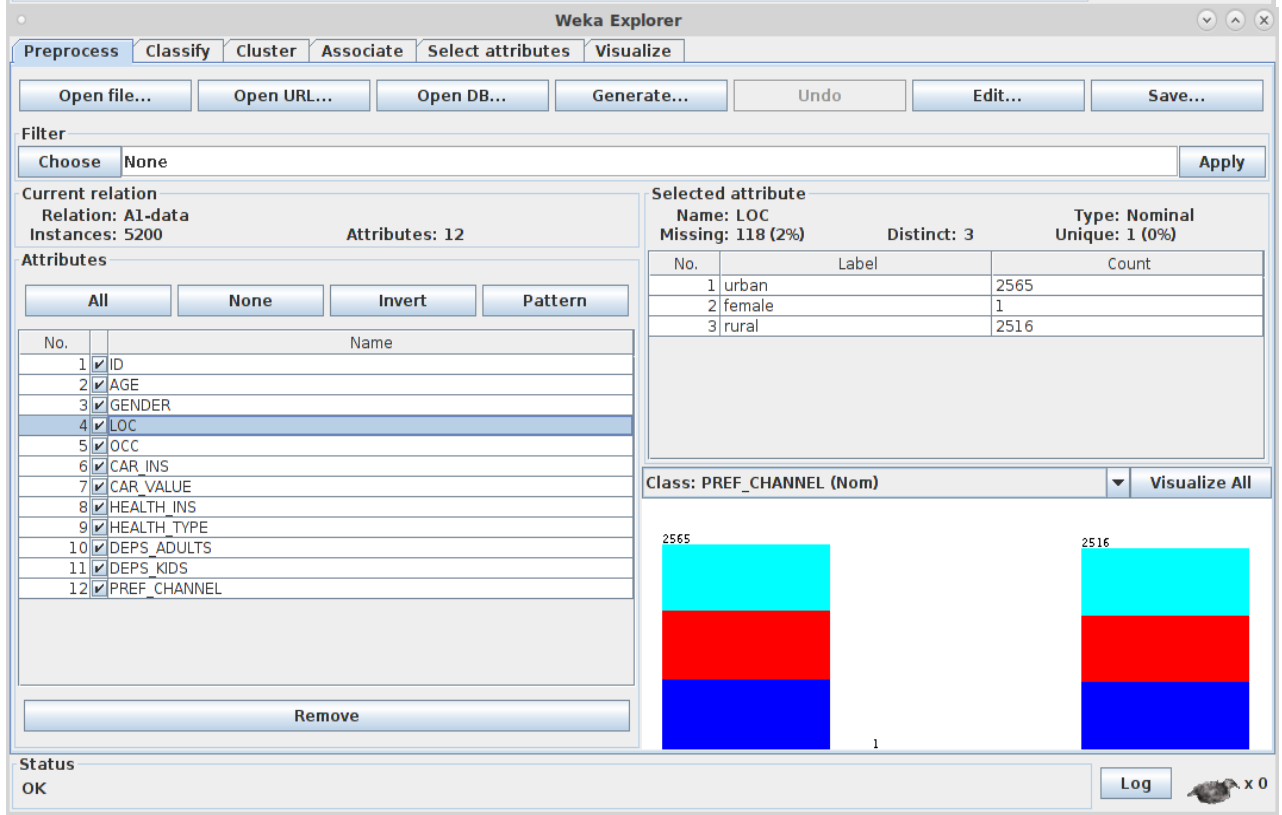 Weka Explorer
Preprocess Classify Cluster Associate Select attributes Visualize
Open file... Open URL... Open DB... Generate... Undo Edit... Save...
Filter
Choose None Apply
Current relation
Relation: A1-data
Instances: 5200 Attributes: 12
Attributes
All None Invert Pattern
No. Name
1 ID
2 AGE
3 GENDER
4 LOC
5 OCC
6 CAR_INS
7 CAR_VALUE
8 HEALTH_INS
9 HEALTH_TYPE
10 DEPS_ADULTS
11 DEPS_KIDS
12 PREF_CHANNEL
Remove
Selected attribute
Name: LOC Type: Nominal
Missing: 118 (2%) Distinct: 3 Unique: 1 (0%)
No. Label Count
1 urban 2565
2 female 1
3 rural 2516
Class: PREF_CHANNEL (Nom) Visualize All
2565 1 2516
Status
OK Log x 0